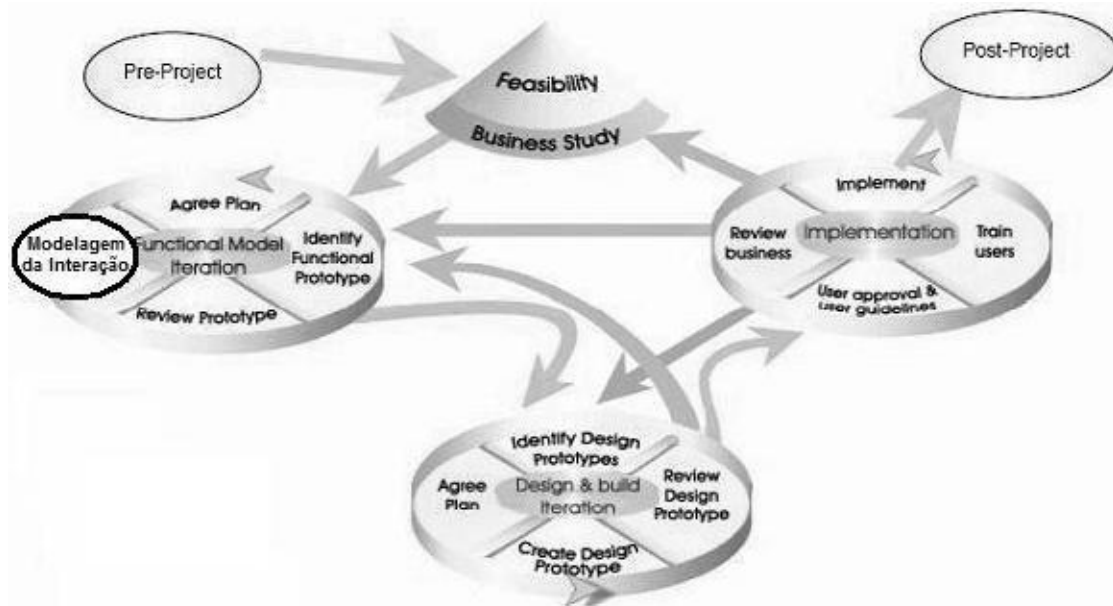 Pre-Project
Post-Project
Feasibility
Business Study
Agree Plan
Modelagem
da Interação
Functional Model
Iteration
Identify
Functional
Prototype
Review Prototype
Implement
Review
business
Implementation
Train
users
User approval &
user guidelines
Identify Design
Prototypes
Agree
Plan
Design & build
Iteration
Review
Design
Prototype
Create Design
Prototype